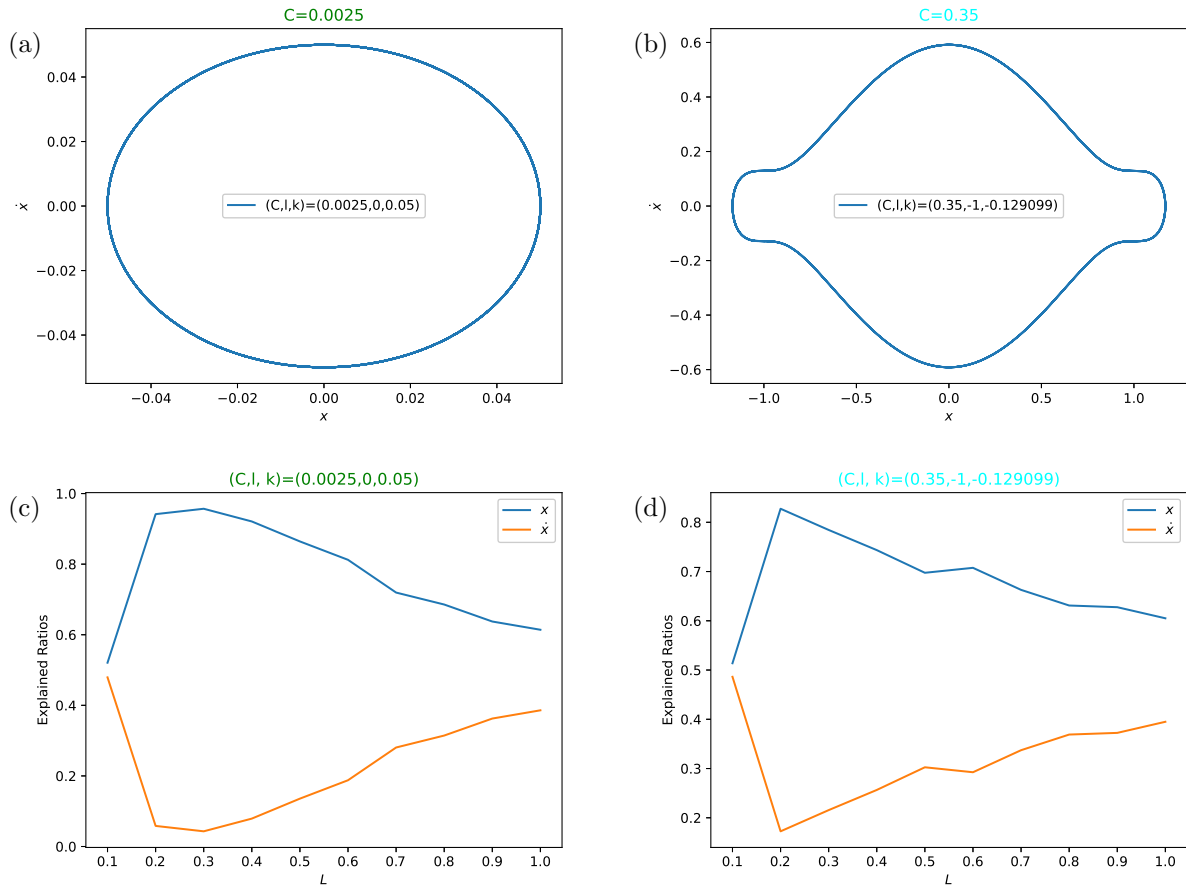 (a)
C=0.0025
0.04
0.02
0.00
−0.02
−0.04
ẋ
(C,l,k)=(0.0025,0,0.05)
−0.04 −0.02 0.00 0.02 0.04
x
(b)
C=0.35
0.6
0.4
0.2
0.0
−0.2
−0.4
−0.6
ẋ
(C,l,k)=(0.35,-1,-0.129099)
−1.0 −0.5 0.0 0.5 1.0
x
(c)
(C,l, k)=(0.0025,0,0.05)
1.0
0.8
0.6
0.4
0.2
0.0
Explained Ratios
x
ẋ
0.1 0.2 0.3 0.4 0.5 0.6 0.7 0.8 0.9 1.0
L
(d)
(C,l, k)=(0.35,-1,-0.129099)
0.8
0.7
0.6
0.5
0.4
0.3
0.2
Explained Ratios
x
ẋ
0.1 0.2 0.3 0.4 0.5 0.6 0.7 0.8 0.9 1.0
L